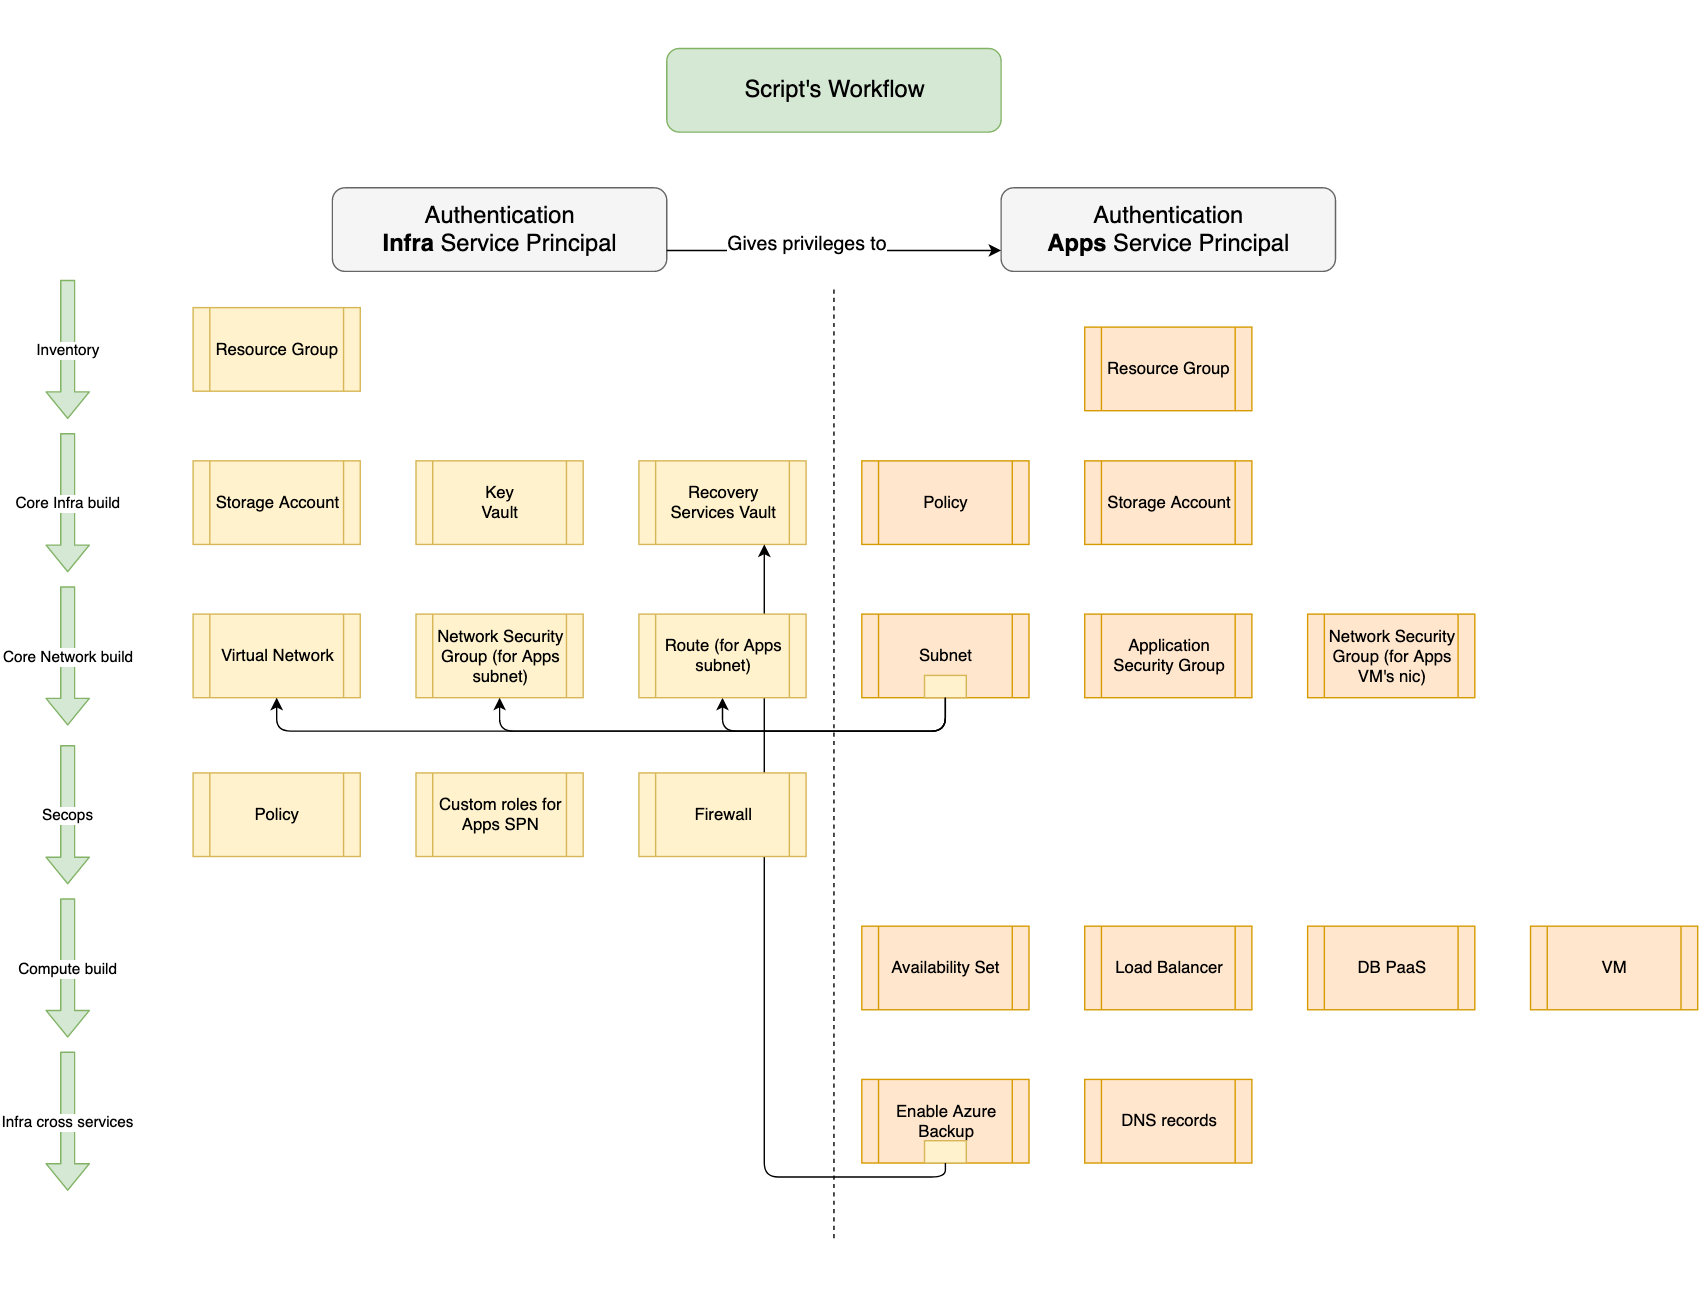 Script's Workflow
Authentication
Infra Service Principal
Gives privileges to
Authentication
Apps Service Principal
Inventory
Resource Group
Resource Group
Core Infra build
Storage Account
Key
Vault
Recovery
Services Vault
Policy
Storage Account
Core Network build
Virtual Network
Network Security
Group (for Apps
subnet)
Route (for Apps
subnet)
Subnet
Application
Security Group
Network Security
Group (for Apps
VM's nic)
Secops
Policy
Custom roles for
Apps SPN
Firewall
Compute build
Availability Set
Load Balancer
DB PaaS
VM
Infra cross services
Enable Azure
Backup
DNS records